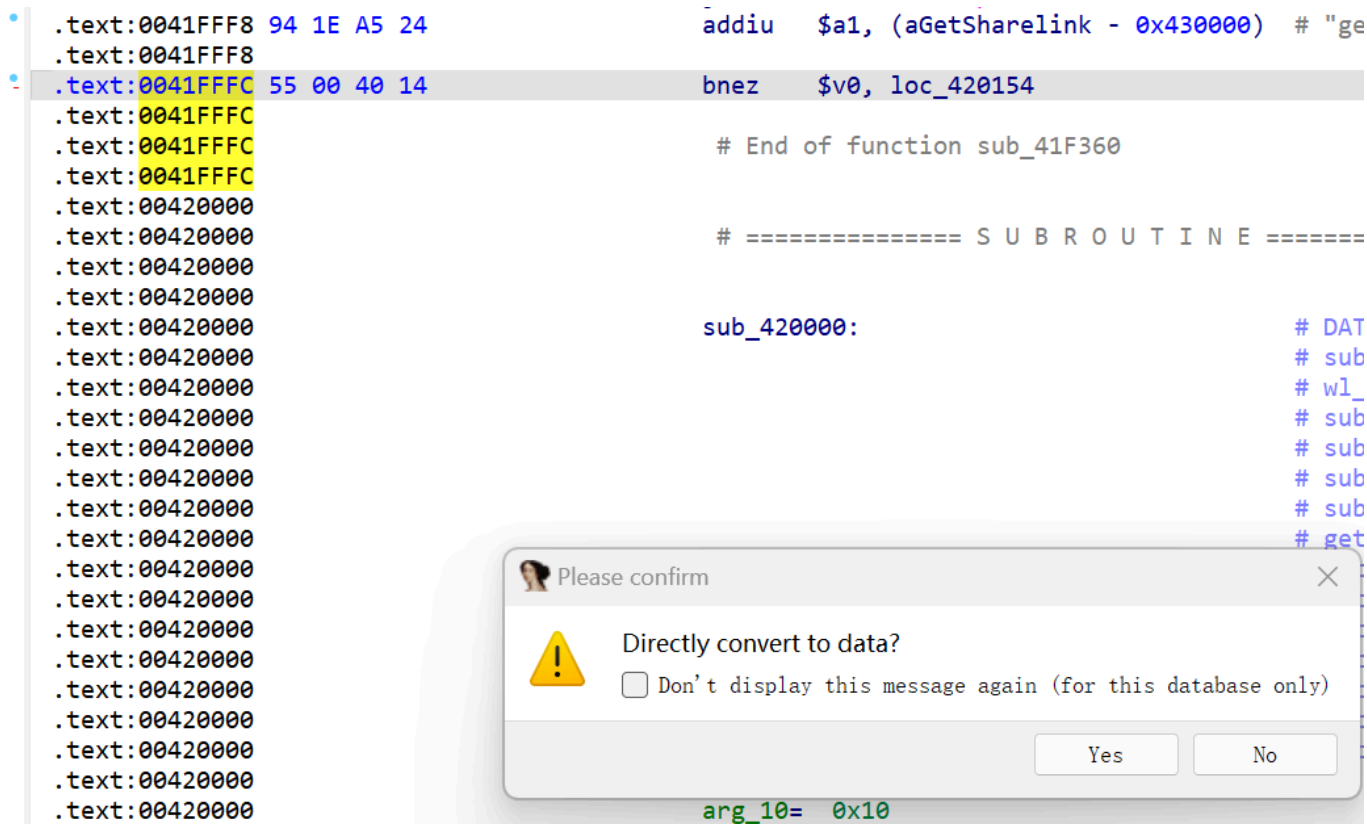 .text:0041FFF8 94 1E A5 24 addiu $a1, (aGetSharelink - 0x430000) # "ge
.text:0041FFF8
.text:0041FFFC 55 00 40 14 bnez $v0, loc_420154
.text:0041FFFC
.text:0041FFFC # End of function sub_41F360
.text:0041FFFC
.text:00420000
.text:00420000 # =============== S U B R O U T I N E =======
.text:00420000
.text:00420000
.text:00420000 sub_420000: # DAT
.text:00420000 # sub
.text:00420000 # wl_
.text:00420000 # sub
.text:00420000 # sub
.text:00420000 # sub
.text:00420000 # sub
.text:00420000 # get
.text:00420000
.text:00420000
.text:00420000
.text:00420000
.text:00420000
.text:00420000
.text:00420000
.text:00420000
.text:00420000 arg_10= 0x10
Please confirm
Directly convert to data?
Don't display this message again (for this database only)
Yes No